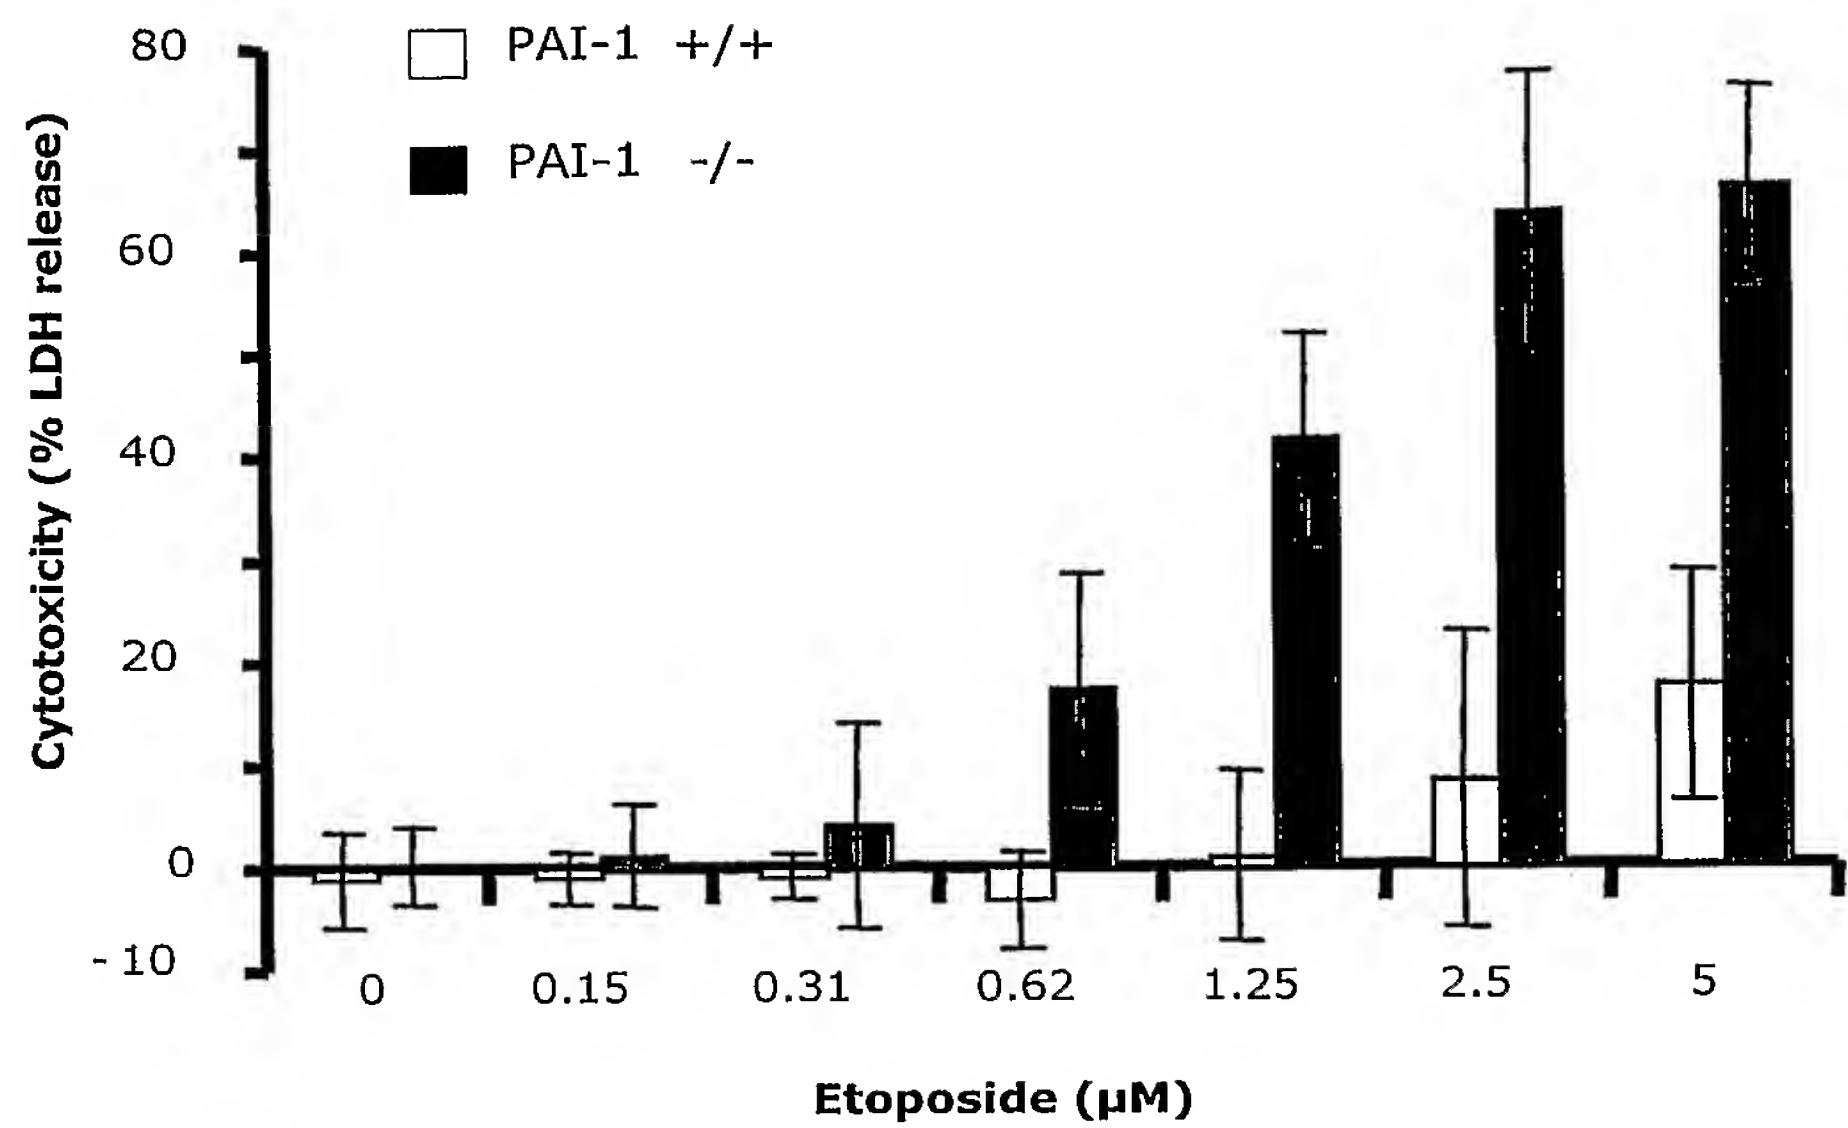 PAI-1 +/+
PAI-1 -/-
Cytotoxicity (% LDH release)
80
60
40
20
0
-10
0 0.15 0.31 0.62 1.25 2.5 5
Etoposide (µM)